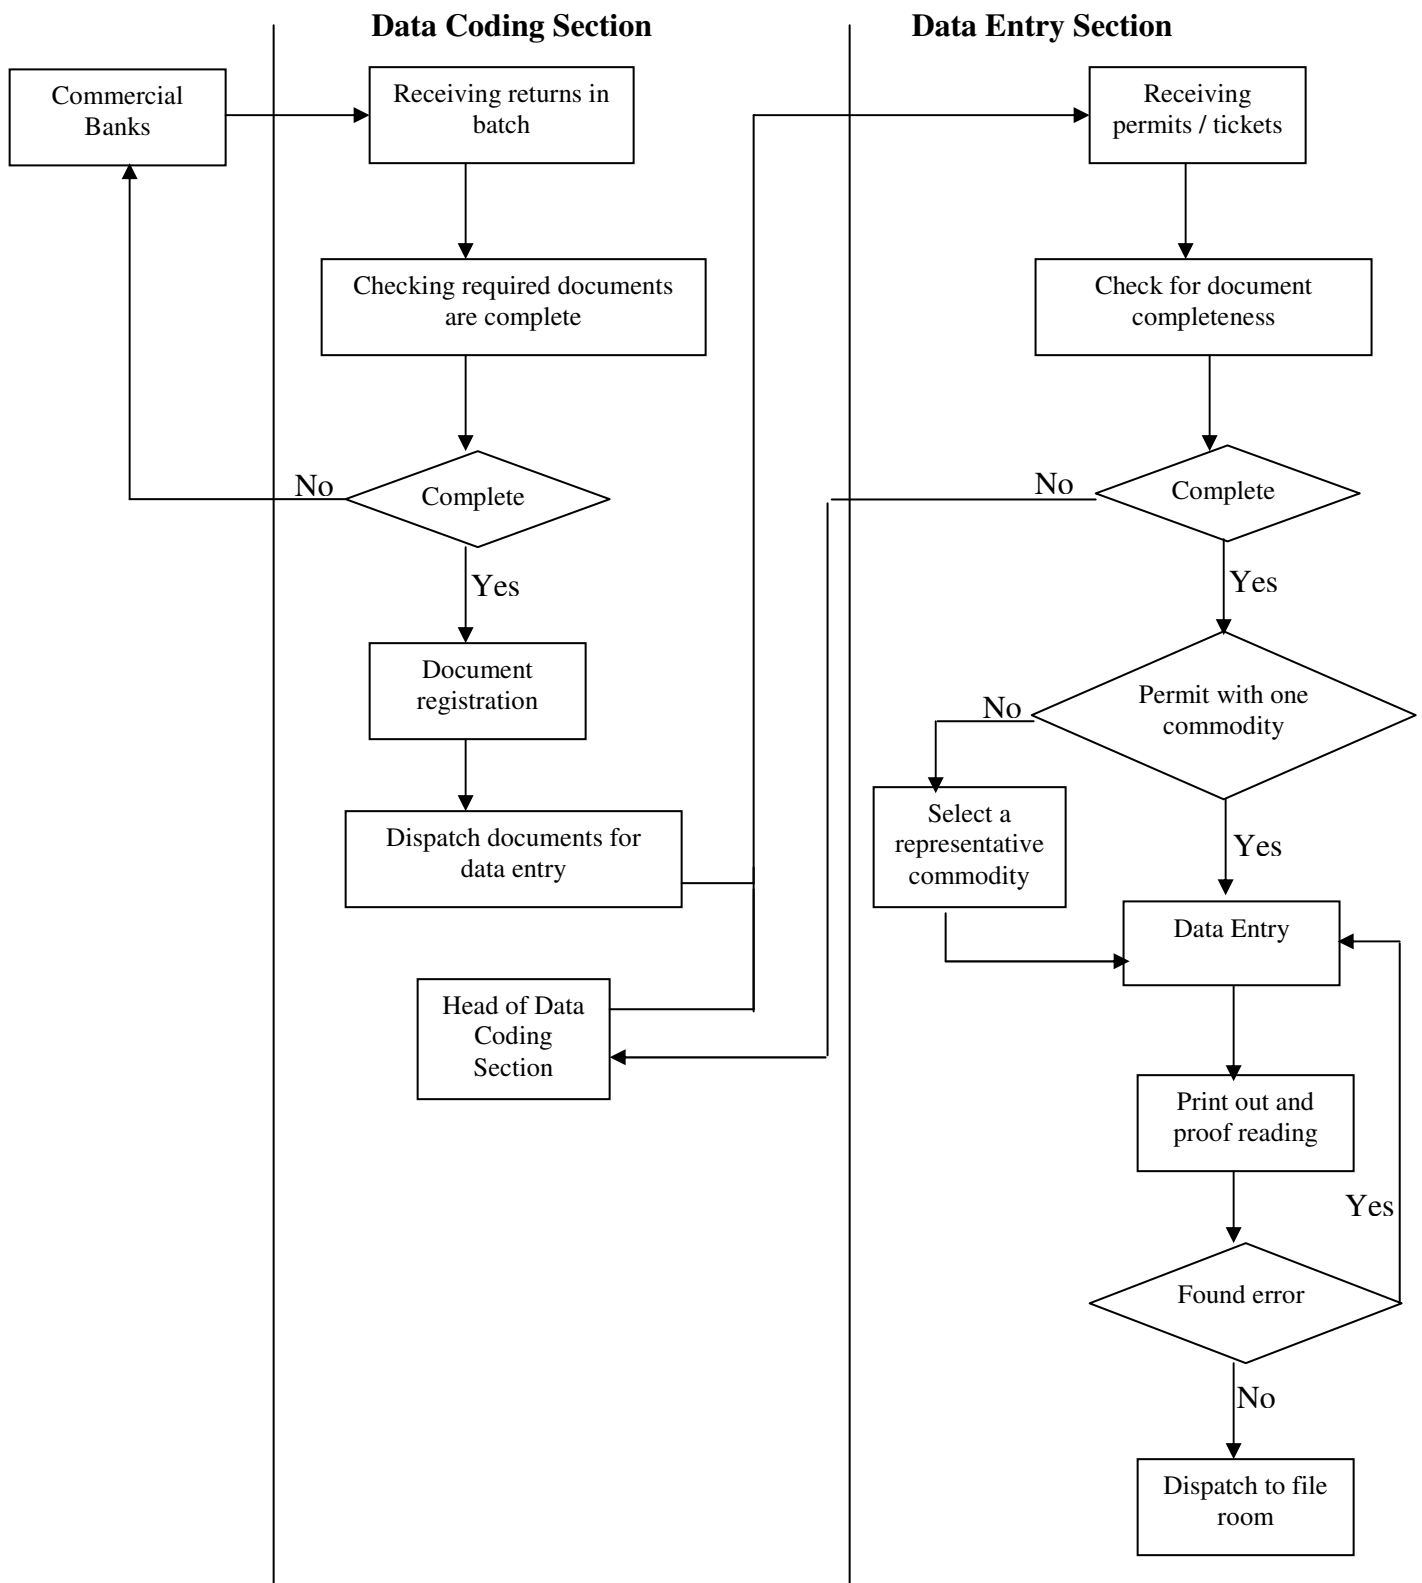 Data Coding Section
Data Entry Section
Commercial
Banks
Receiving returns in
batch
Checking required documents
are complete
No
Complete
Yes
Document
registration
Dispatch documents for
data entry
Head of Data
Coding
Section
Receiving
permits / tickets
Check for document
completeness
No
Complete
Yes
Permit with one
commodity
No
Select a
representative
commodity
Yes
Data Entry
Print out and
proof reading
Yes
Found error
No
Dispatch to file
room